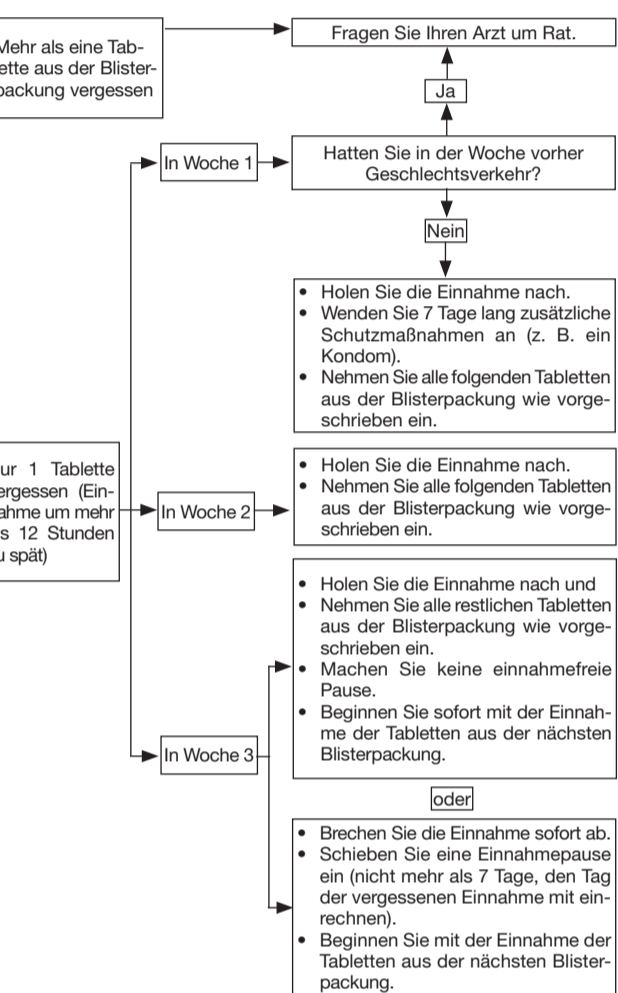 Mehr als eine Tab-
ette aus der Blister-
packung vergessen
Fragen Sie Ihren Arzt um Rat.
Ja
In Woche 1
Hatten Sie in der Woche vorher
Geschlechtsverkehr?
Nein
• Holen Sie die Einnahme nach.
• Wenden Sie 7 Tage lang zusätzliche
Schutzmaßnahmen an (z. B. ein
Kondom).
• Nehmen Sie alle folgenden Tabletten
aus der Blisterpackung wie vorge-
schrieben ein.
ur 1 Tablette
ergessen (Ein-
ahme um mehr
s 12 Stunden
u spät)
In Woche 2
• Holen Sie die Einnahme nach.
• Nehmen Sie alle folgenden Tabletten
aus der Blisterpackung wie vorge-
schrieben ein.
In Woche 3
• Holen Sie die Einnahme nach und
• Nehmen Sie alle restlichen Tabletten
aus der Blisterpackung wie vorge-
schrieben ein.
• Machen Sie keine einnahmefreie
Pause.
• Beginnen Sie sofort mit der Einnah-
me der Tabletten aus der nächsten
Blisterpackung.
oder
• Brechen Sie die Einnahme sofort ab.
• Schieben Sie eine Einnahmepause
ein (nicht mehr als 7 Tage, den Tag
der vergessenen Einnahme mit ein-
rechnen).
• Beginnen Sie mit der Einnahme der
Tabletten aus der nächsten Blister-
packung.